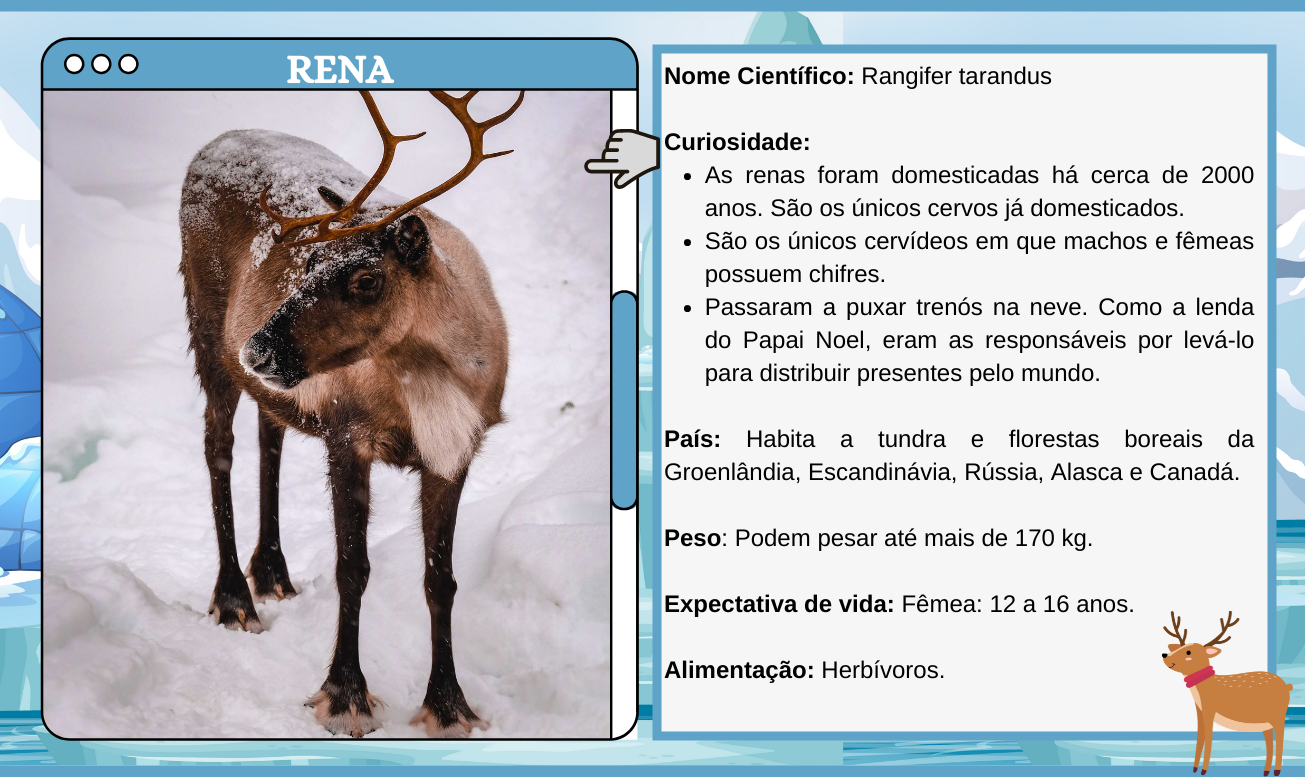 RENA
Nome Científico: Rangifer tarandus
Curiosidade:
As renas foram domesticadas há cerca de 2000
anos. São os únicos cervos já domesticados.
São os únicos cervídeos em que machos e fêmeas
possuem chifres.
Passaram a puxar trenós na neve. Como a lenda
do Papai Noel, eram as responsáveis por levá-lo
para distribuir presentes pelo mundo.
País: Habita a tundra e florestas boreais da
Groenlândia, Escandinávia, Rússia, Alasca e Canadá.
Peso: Podem pesar até mais de 170 kg.
Expectativa de vida: Fêmea: 12 a 16 anos.
Alimentação: Herbívoros.